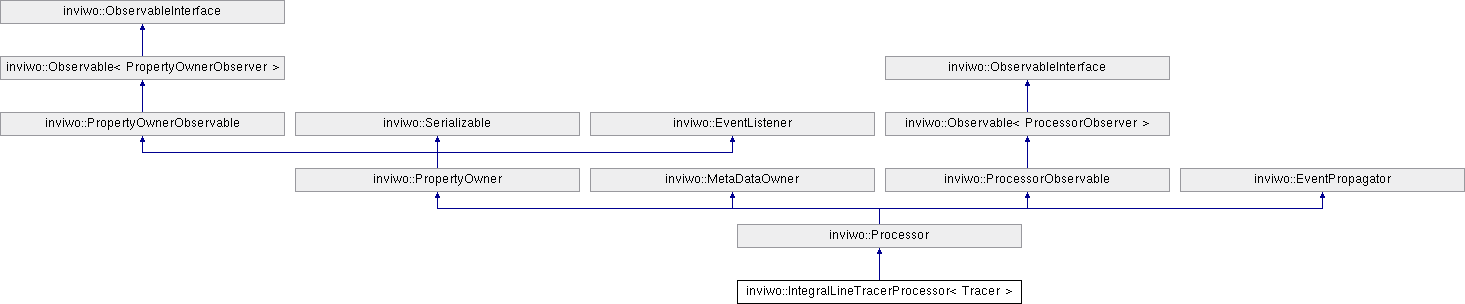 inviwo::ObservableInterface
inviwo::Observable< PropertyOwnerObserver >
inviwo::ObservableInterface
inviwo::PropertyOwnerObservable
inviwo::Serializable
inviwo::EventListener
inviwo::Observable< ProcessorObserver >
inviwo::PropertyOwner
inviwo::MetaDataOwner
inviwo::ProcessorObservable
inviwo::EventPropagator
inviwo::Processor
inviwo::IntegralLineTracerProcessor< Tracer >